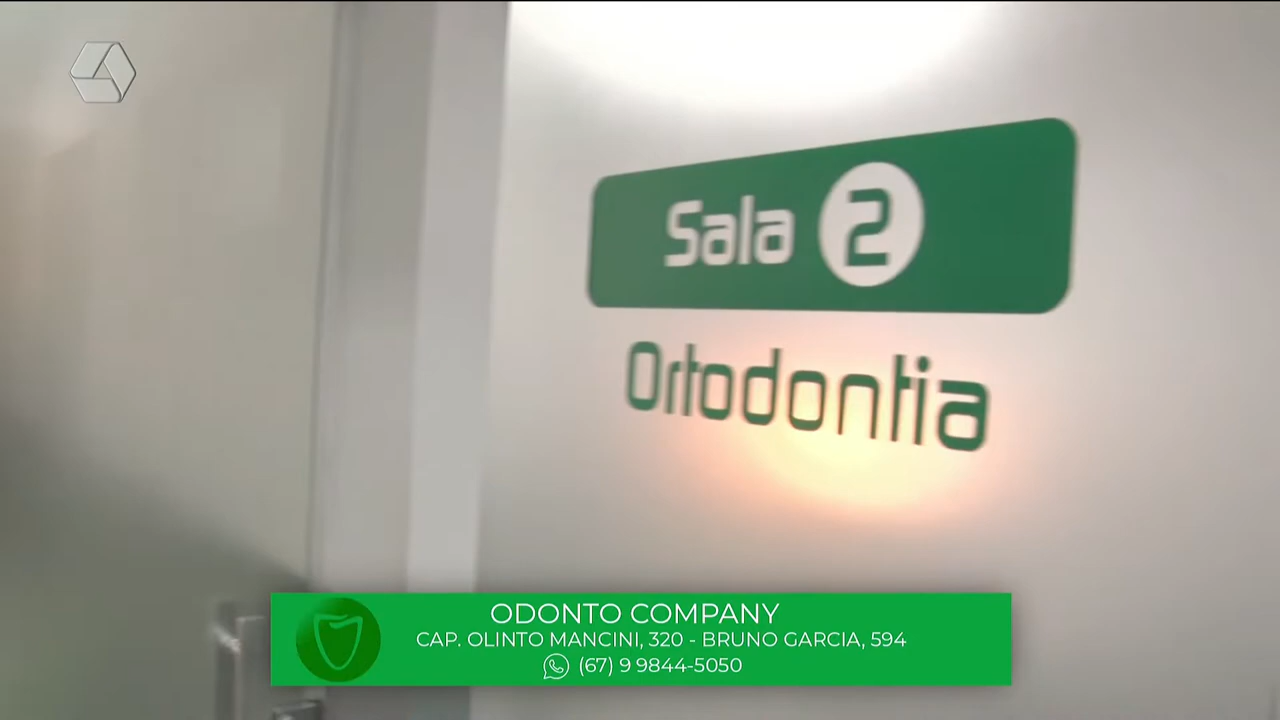 Sala 2
Ortodontia
ODONTO COMPANY
CAP. OLINTO MANCINI, 320 - BRUNO GARCIA, 594
(67) 9 9844-5050